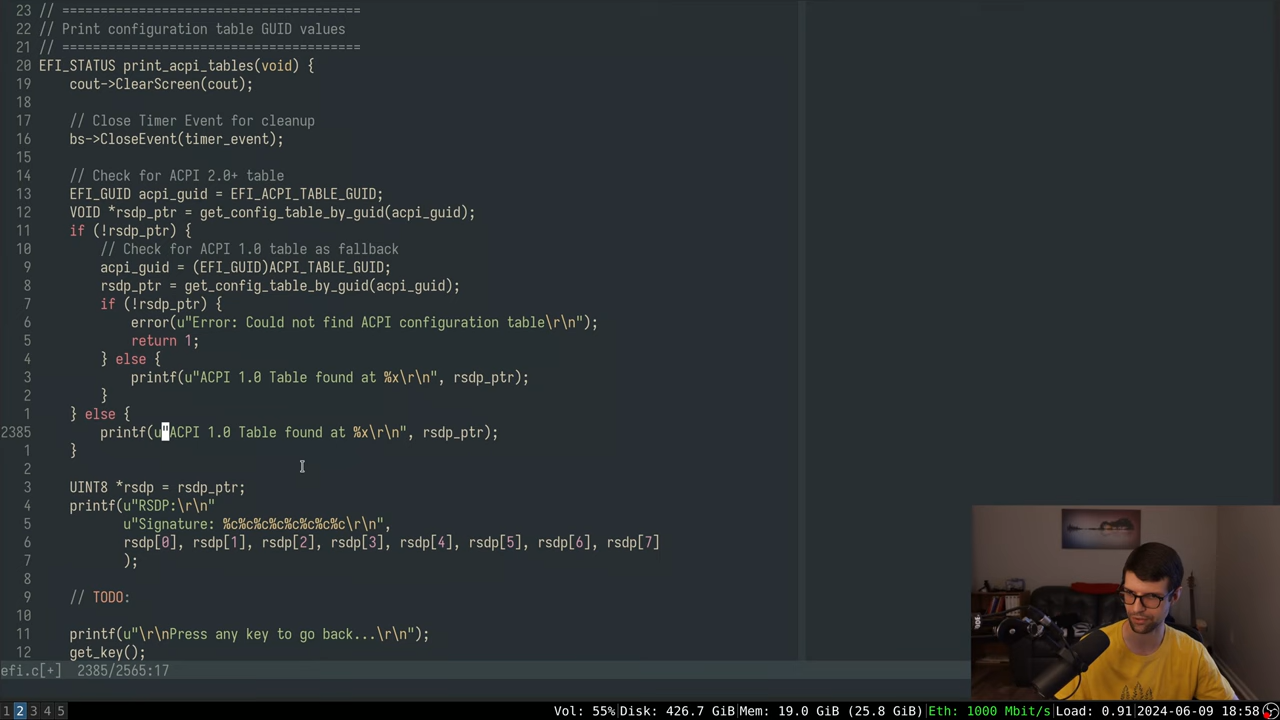 23 // =======================================
22 // Print configuration table GUID values
21 // =======================================
20 EFI_STATUS print_acpi_tables(void) {
19     cout->ClearScreen(cout);
18
17     // Close Timer Event for cleanup
16     bs->CloseEvent(timer_event);
15
14     // Check for ACPI 2.0+ table
13     EFI_GUID acpi_guid = EFI_ACPI_TABLE_GUID;
12     VOID *rsdp_ptr = get_config_table_by_guid(acpi_guid);
11     if (!rsdp_ptr) {
10         // Check for ACPI 1.0 table as fallback
9         acpi_guid = (EFI_GUID)ACPI_TABLE_GUID;
8         rsdp_ptr = get_config_table_by_guid(acpi_guid);
7         if (!rsdp_ptr) {
6             error(u"Error: Could not find ACPI configuration table\r\n");
5             return 1;
4         } else {
3             printf(u"ACPI 1.0 Table found at %x\r\n", rsdp_ptr);
2         }
1     } else {
2385         printf(u"ACPI 1.0 Table found at %x\r\n", rsdp_ptr);
1     }
2
3     UINT8 *rsdp = rsdp_ptr;
4     printf(u"RSDP:\r\n"
5            u"Signature: %c%c%c%c%c%c%c%c\r\n",
6            rsdp[0], rsdp[1], rsdp[2], rsdp[3], rsdp[4], rsdp[5], rsdp[6], rsdp[7]
7            );
8
9     // TODO:
10
11     printf(u"\r\nPress any key to go back...\r\n");
12     get_key();
efi.c[+]  2385/2565:17
1 2 3 4 5
Vol: 55%|Disk: 426.7 GiB|Mem: 19.0 GiB (25.8 GiB)|Eth: 1000 Mbit/s|Load: 0.91|2024-06-09 18:58